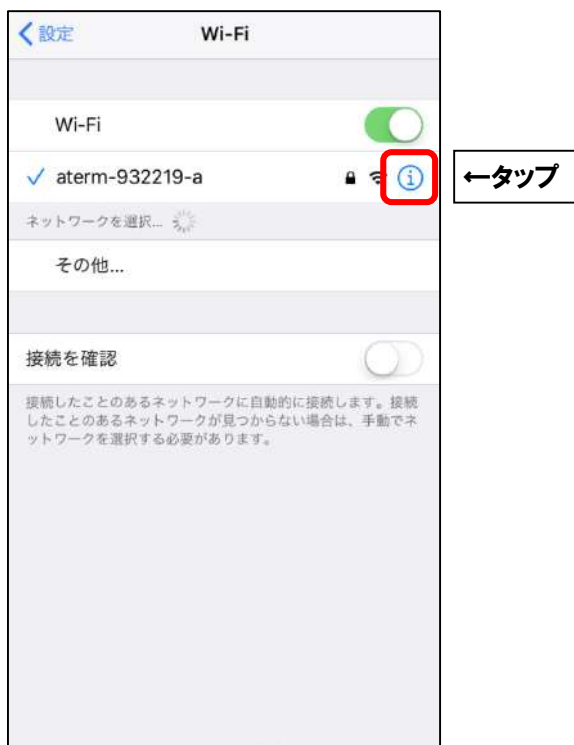 設定
Wi-Fi
Wi-Fi
aterm-932219-a
←タップ
ネットワークを選択...
その他...
接続を確認
接続したことのあるネットワークに自動的に接続します。接続
したことのあるネットワークが見つからない場合は、手動でネ
ットワークを選択する必要があります。